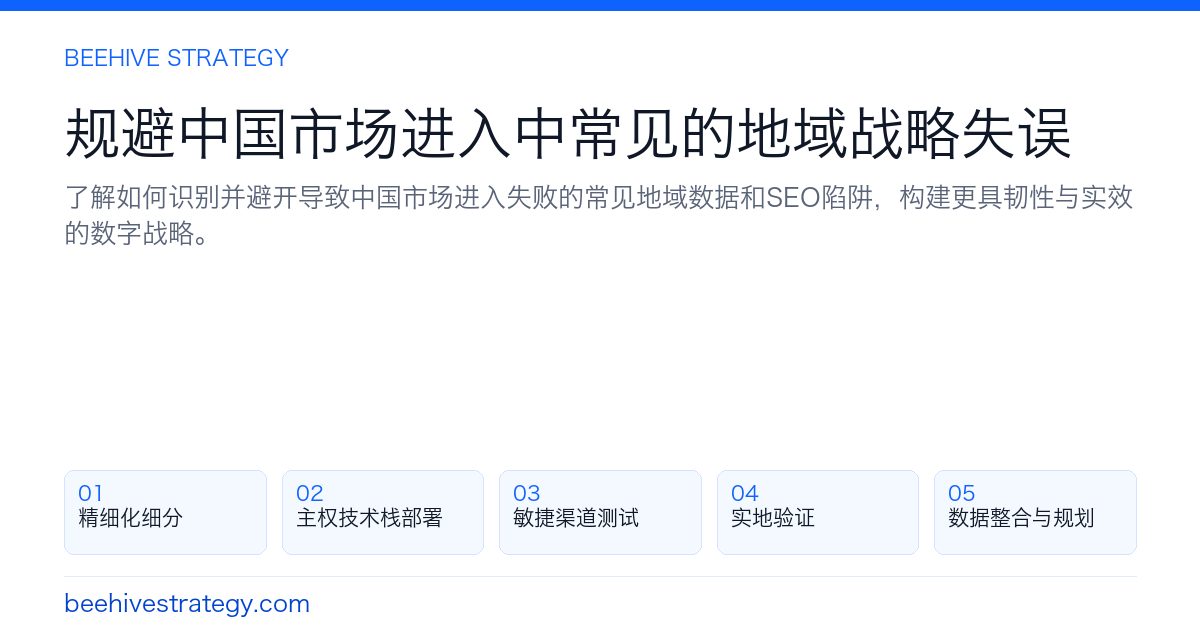 BEEHIVE STRATEGY
规避中国市场进入中常见的地域战略失误
了解如何识别并避开导致中国市场进入失败的常见地域数据和SEO陷阱，构建更具韧性与实效
的数字战略。
01
精细化细分
02
主权技术栈部署
03
敏捷渠道测试
04
实地验证
05
数据整合与规划
beehivestrategy.com